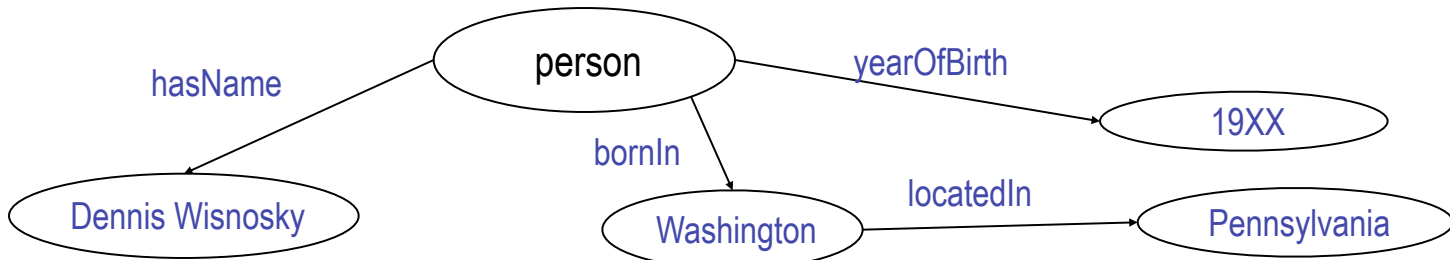 person
yearOfBirth
hasName
19XX
bornIn
locatedIn
Dennis Wisnosky
Washington
Pennsylvania